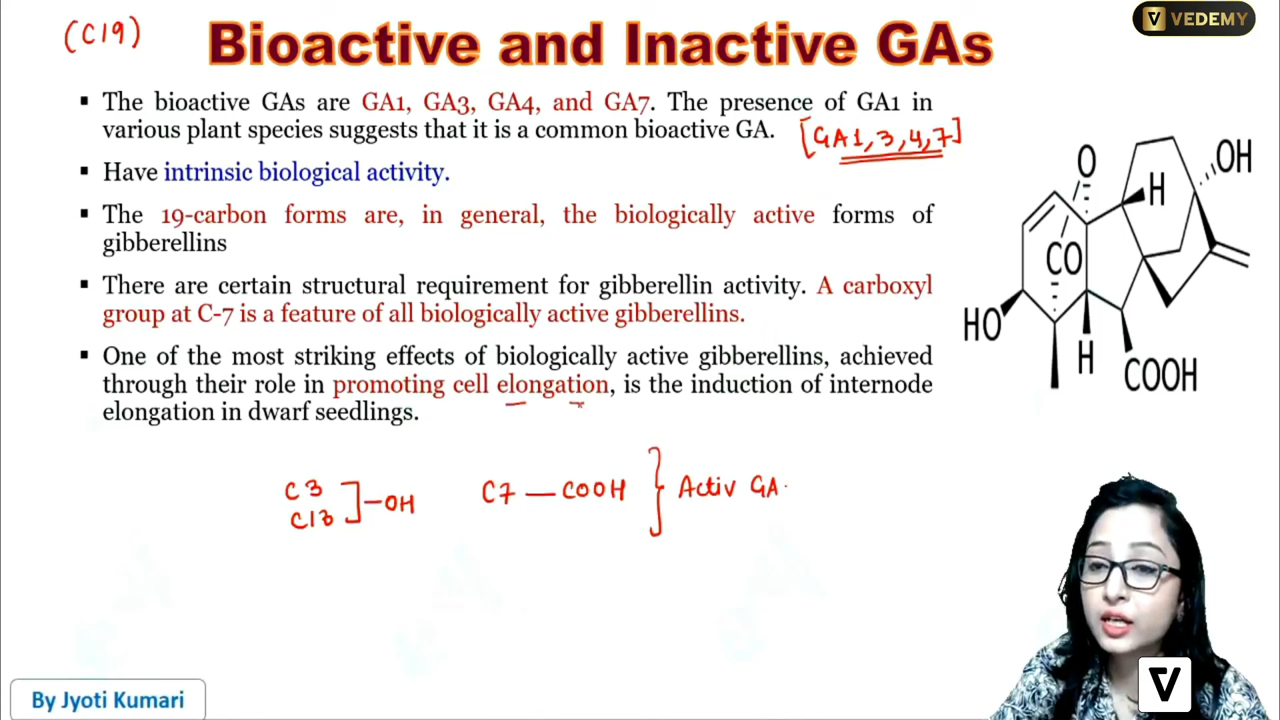 (C19)
Bioactive and Inactive GAs
VEDEMY
▪ The bioactive GAs are GA1, GA3, GA4, and GA7. The presence of GA1 in
various plant species suggests that it is a common bioactive GA.
[GA1,3,4,7]
▪ Have intrinsic biological activity.
▪ The 19-carbon forms are, in general, the biologically active forms of
gibberellins
▪ There are certain structural requirement for gibberellin activity. A carboxyl
group at C-7 is a feature of all biologically active gibberellins.
▪ One of the most striking effects of biologically active gibberellins, achieved
through their role in promoting cell elongation, is the induction of internode
elongation in dwarf seedlings.
O
H
OH
CO
HO
H
COOH
C3
C13
]-OH
C7 — COOH } Activ GA.
By Jyoti Kumari
V